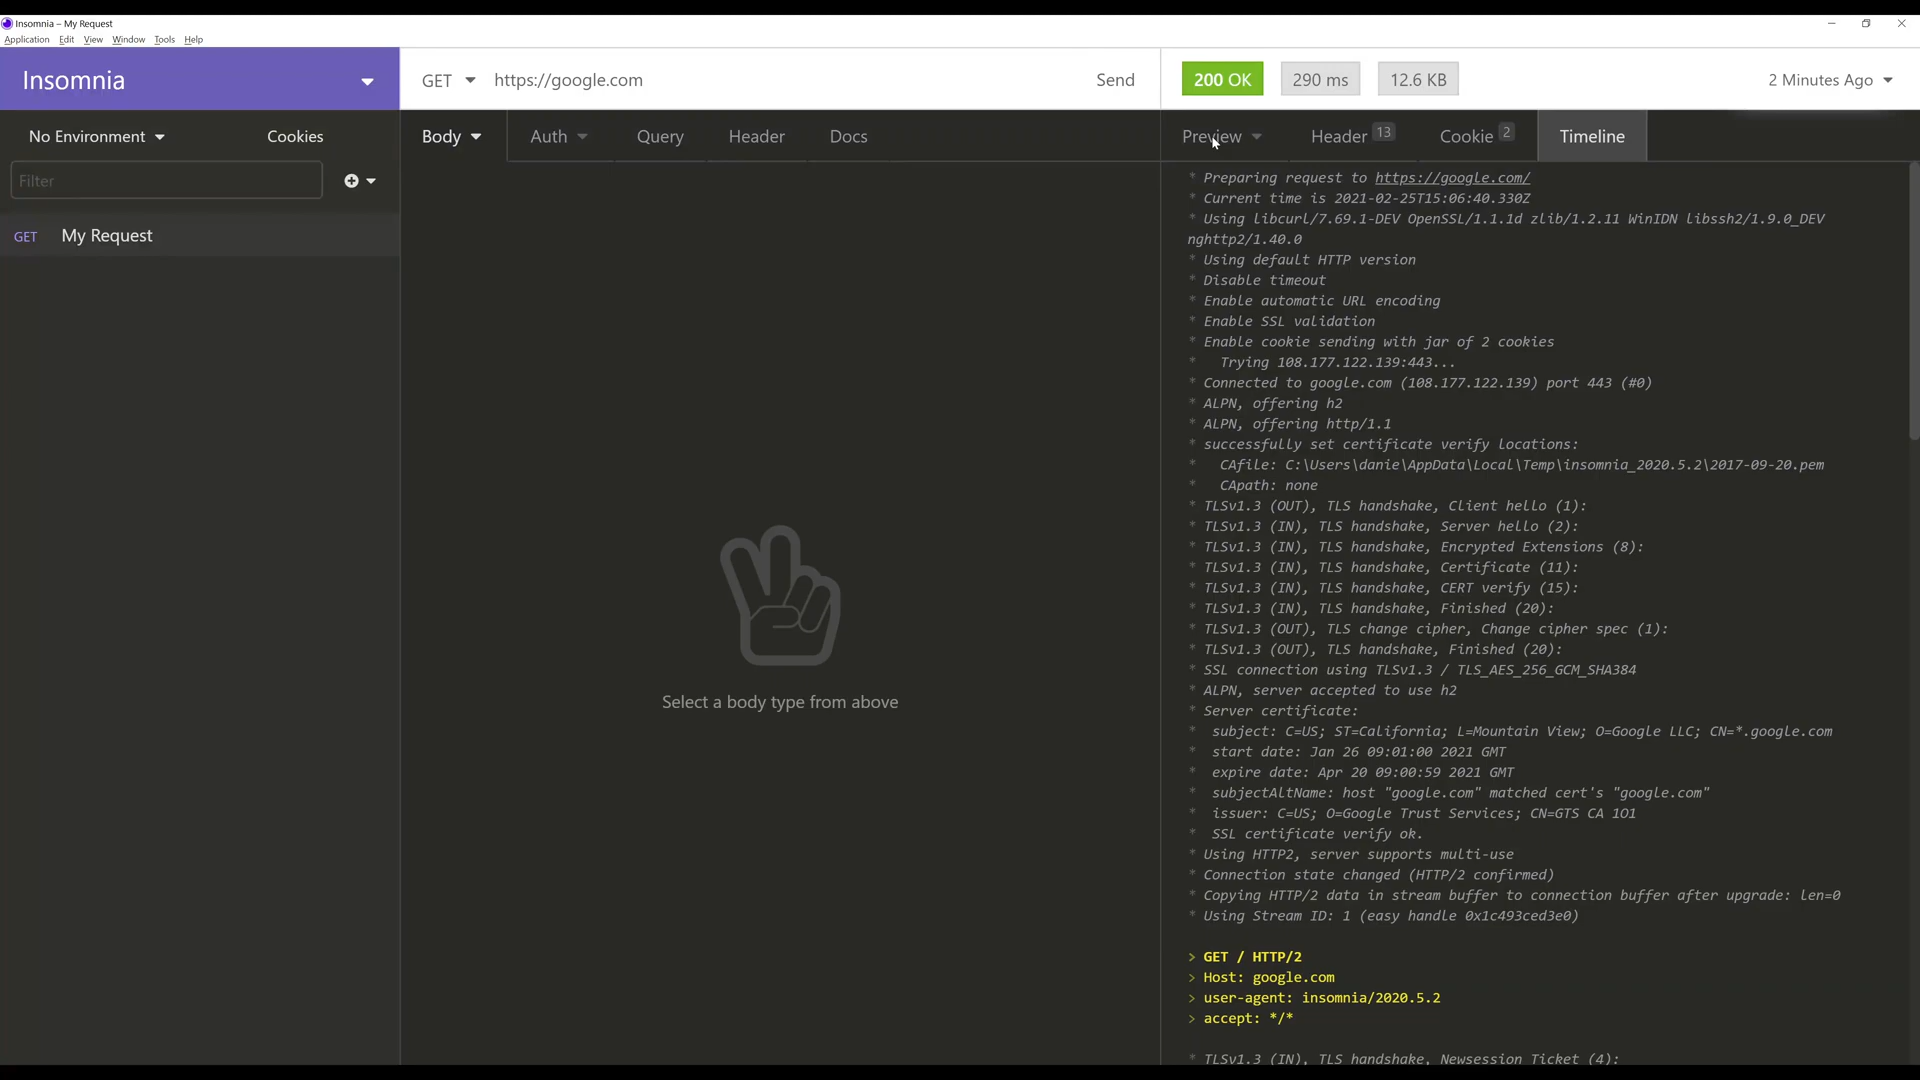 Insomnia – My Request
Application Edit View Window Tools Help
Insomnia
GET https://google.com Send
200 OK 290 ms 12.6 KB 2 Minutes Ago
No Environment Cookies
Body Auth Query Header Docs
Preview Header 13 Cookie 2 Timeline
Filter
GET My Request
Select a body type from above
* Preparing request to https://google.com/
* Current time is 2021-02-25T15:06:40.330Z
* Using libcurl/7.69.1-DEV OpenSSL/1.1.1d zlib/1.2.11 WinIDN libssh2/1.9.0_DEV
nghttp2/1.40.0
* Using default HTTP version
* Disable timeout
* Enable automatic URL encoding
* Enable SSL validation
* Enable cookie sending with jar of 2 cookies
*   Trying 108.177.122.139:443...
* Connected to google.com (108.177.122.139) port 443 (#0)
* ALPN, offering h2
* ALPN, offering http/1.1
* successfully set certificate verify locations:
*   CAfile: C:\Users\danie\AppData\Local\Temp\insomnia_2020.5.2\2017-09-20.pem
*   CApath: none
* TLSv1.3 (OUT), TLS handshake, Client hello (1):
* TLSv1.3 (IN), TLS handshake, Server hello (2):
* TLSv1.3 (IN), TLS handshake, Encrypted Extensions (8):
* TLSv1.3 (IN), TLS handshake, Certificate (11):
* TLSv1.3 (IN), TLS handshake, CERT verify (15):
* TLSv1.3 (IN), TLS handshake, Finished (20):
* TLSv1.3 (OUT), TLS change cipher, Change cipher spec (1):
* TLSv1.3 (OUT), TLS handshake, Finished (20):
* SSL connection using TLSv1.3 / TLS_AES_256_GCM_SHA384
* ALPN, server accepted to use h2
* Server certificate:
*  subject: C=US; ST=California; L=Mountain View; O=Google LLC; CN=*.google.com
*  start date: Jan 26 09:01:00 2021 GMT
*  expire date: Apr 20 09:00:59 2021 GMT
*  subjectAltName: host "google.com" matched cert's "google.com"
*  issuer: C=US; O=Google Trust Services; CN=GTS CA 1O1
*  SSL certificate verify ok.
* Using HTTP2, server supports multi-use
* Connection state changed (HTTP/2 confirmed)
* Copying HTTP/2 data in stream buffer to connection buffer after upgrade: len=0
* Using Stream ID: 1 (easy handle 0x1c493ced3e0)
> GET / HTTP/2
> Host: google.com
> user-agent: insomnia/2020.5.2
> accept: */*
* TLSv1.3 (IN), TLS handshake, Newsession Ticket (4):